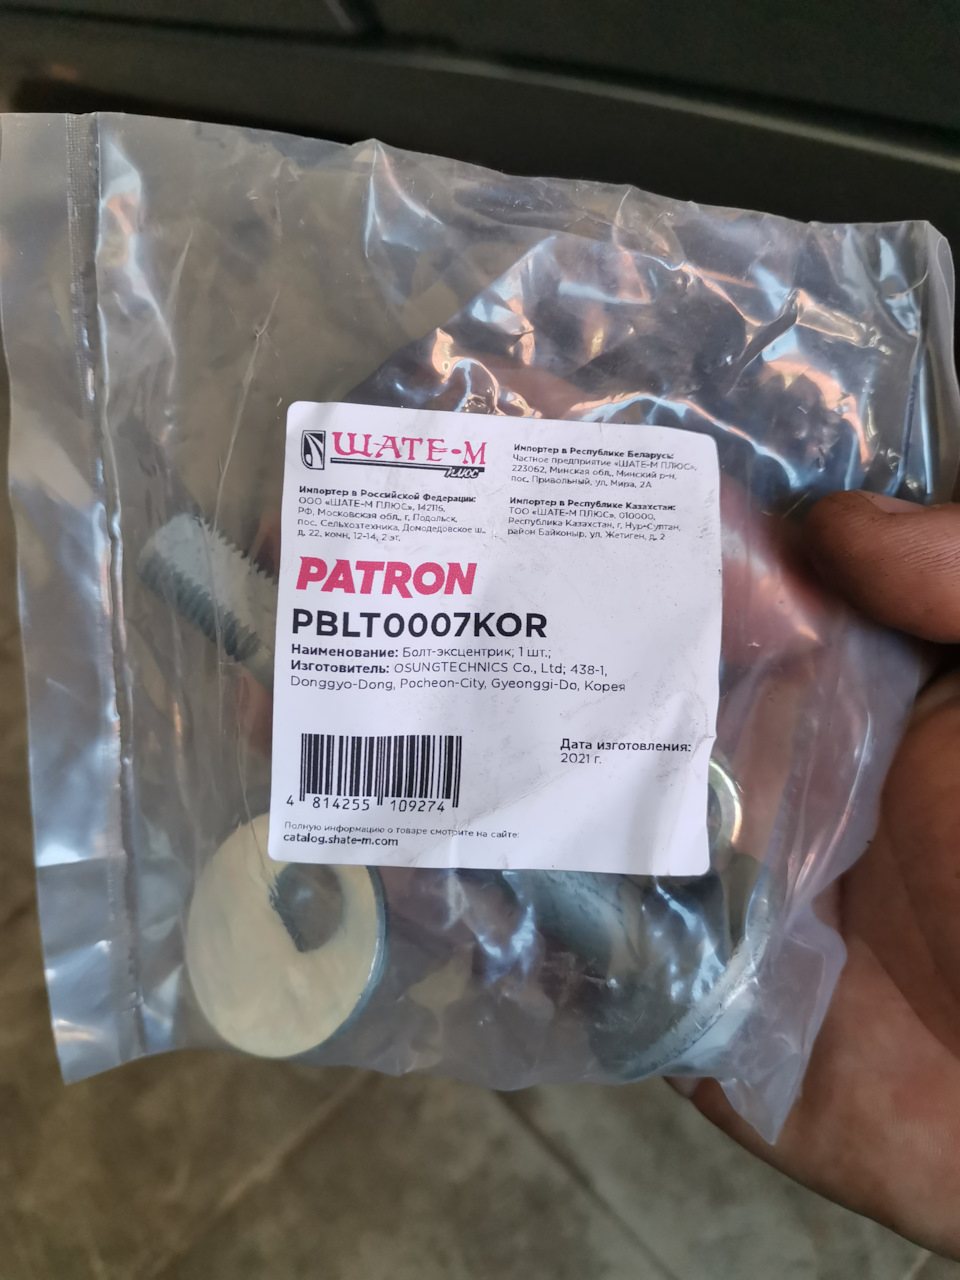 ШАТЕ-М
ПЛЮС
Импортер в Республике Беларусь:
Частное предприятие «ШАТЕ-М ПЛЮС»,
223062, Минская обл., Минский р-н,
пос. Привольный, ул. Мира, 2А
Импортер в Российской Федерации:
ООО «ШАТЕ-М ПЛЮС», 142116,
РФ, Московская обл., г. Подольск,
пос. Сельхозтехника, Домодедовское ш.,
д. 22, комн. 12-14, 2 эт.
Импортер в Республике Казахстан:
ТОО «ШАТЕ-М ПЛЮС», 010000,
Республика Казахстан, г. Нур-Султан,
район Байконыр, ул. Жетиген, д. 2
PATRON
PBLT0007KOR
Наименование: Болт-эксцентрик; 1 шт.;
Изготовитель: OSUNGTECHNICS Co., Ltd; 438-1,
Donggyo-Dong, Pocheon-City, Gyeonggi-Do, Корея
Дата изготовления:
2021 г.
4 814255 109274
Полную информацию о товаре смотрите на сайте:
catalog.shate-m.com